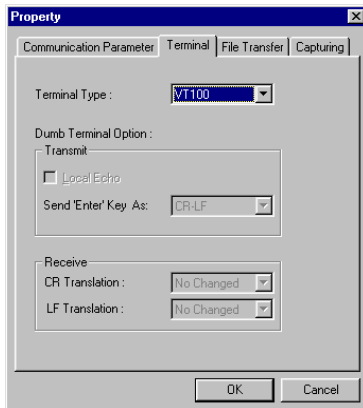 Property
Communication Parameter Terminal File Transfer Capturing
Terminal Type : VT100
Dumb Terminal Option :
Transmit
Local Echo
Send 'Enter' Key As: CR-LF
Receive
CR Translation : No Changed
LF Translation : No Changed
OK Cancel